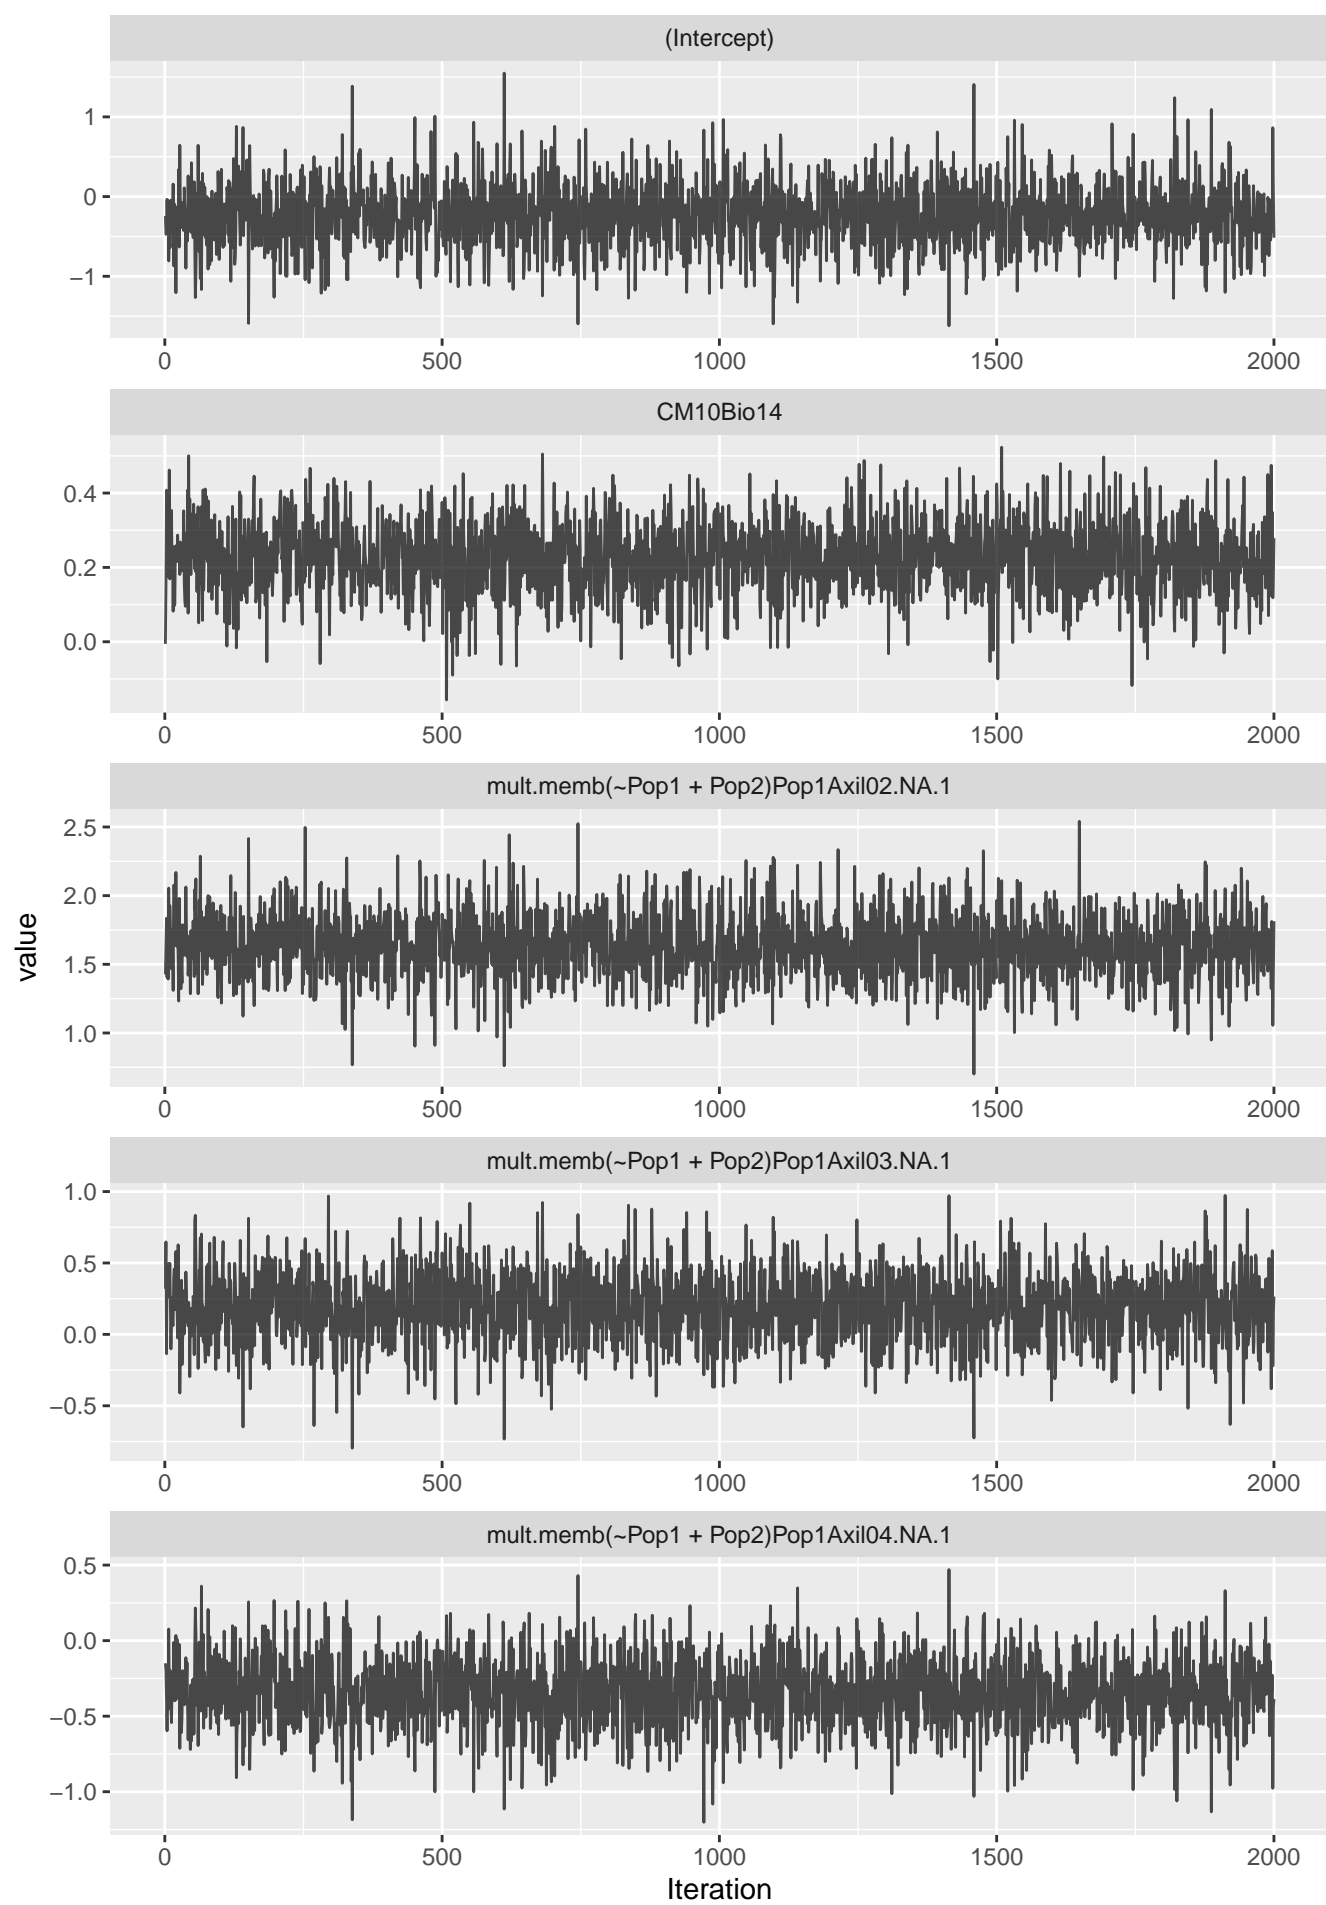 (Intercept)
1
0
−1
0 500 1000 1500 2000
CM10Bio14
0.4
0.2
0.0
0 500 1000 1500 2000
mult.memb(~Pop1 + Pop2)Pop1Axil02.NA.1
2.5
2.0
1.5
1.0
0 500 1000 1500 2000
value
mult.memb(~Pop1 + Pop2)Pop1Axil03.NA.1
1.0
0.5
0.0
−0.5
0 500 1000 1500 2000
mult.memb(~Pop1 + Pop2)Pop1Axil04.NA.1
0.5
0.0
−0.5
−1.0
0 500 1000 1500 2000
Iteration